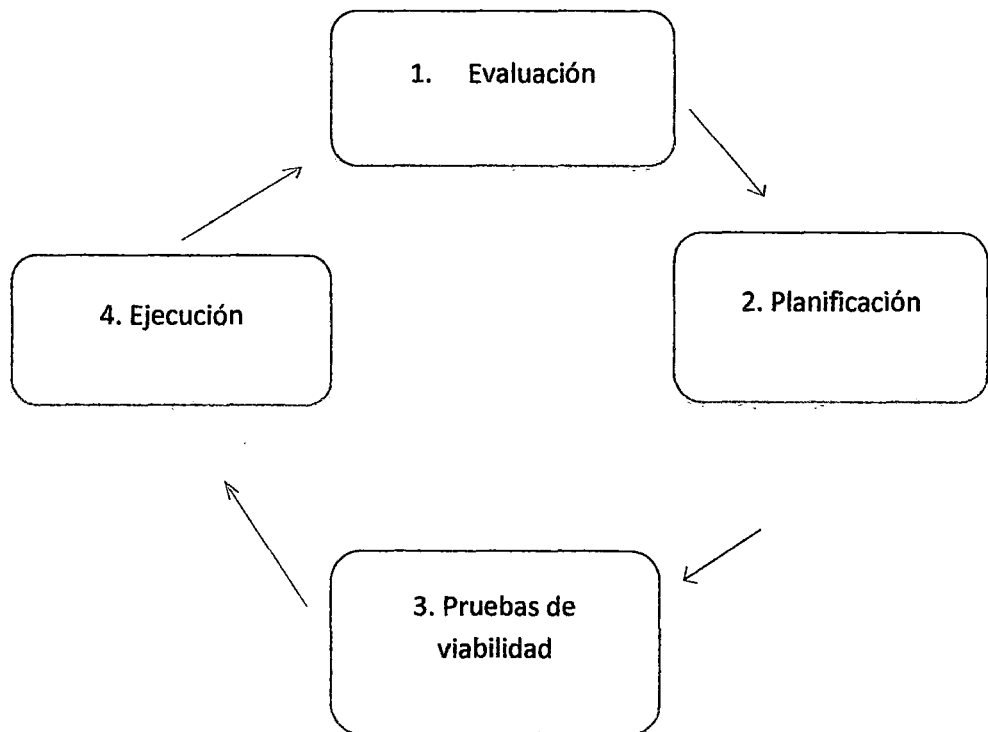 1. Evaluación
2. Planificación
3. Pruebas de
viabilidad
4. Ejecución